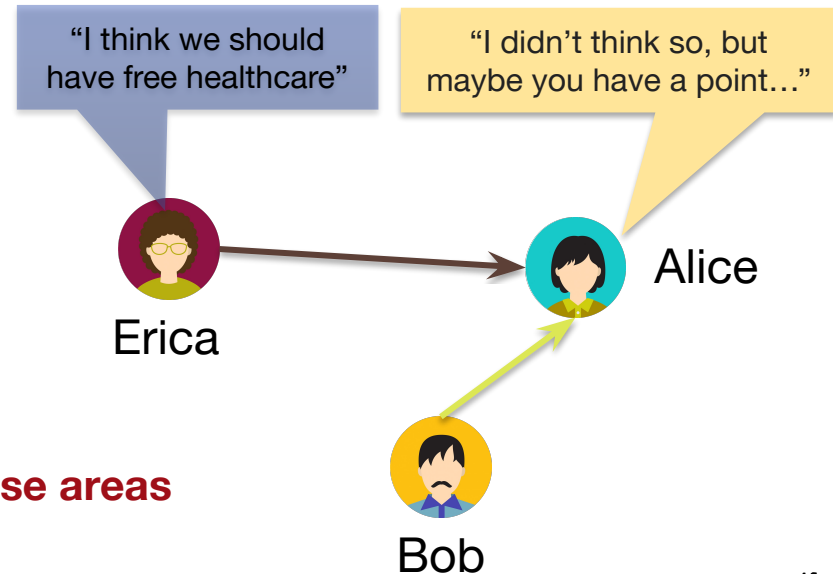 “I think we should
have free healthcare”
“I didn’t think so, but
maybe you have a point…”
Alice
Erica
se areas
Bob